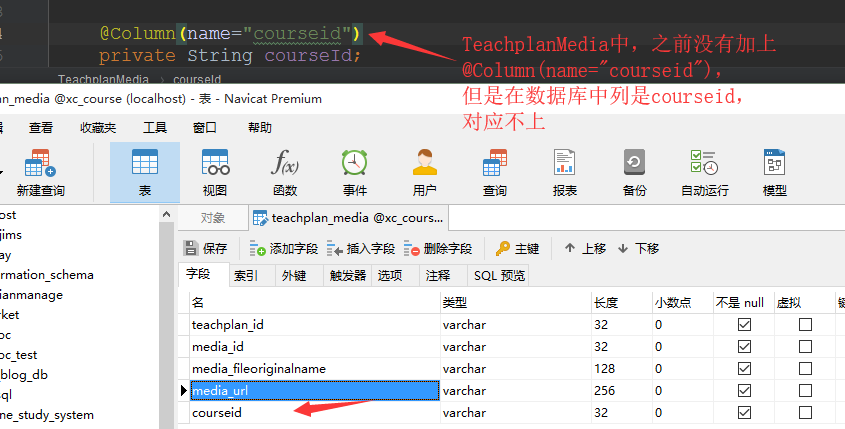 @Column(name="courseid")
private String courseId;
TeachplanMedia › courseId
TeachplanMedia中，之前没有加上
@Column(name="courseid")，
但是在数据库中列是courseid，
对应不上
n_media @xc_course (localhost) - 表 - Navicat Premium
查看 收藏夹 工具 窗口 帮助
新建查询 表 视图 函数 事件 用户 查询 报表 备份 自动运行 模型
f(x)
对象 teachplan_media @xc_cours...
保存 添加字段 插入字段 删除字段 主键 上移 下移
字段 索引 外键 触发器 选项 注释 SQL 预览
名 类型 长度 小数点 不是 null 虚拟 键
teachplan_id varchar 32 0
media_id varchar 32 0
media_fileoriginalname varchar 128 0
media_url varchar 256 0
courseid varchar 32 0
ost
jims
ay
ormation_schema
ianmanage
rket
oc
oc_test
_blog_db
sql
ne_study_system